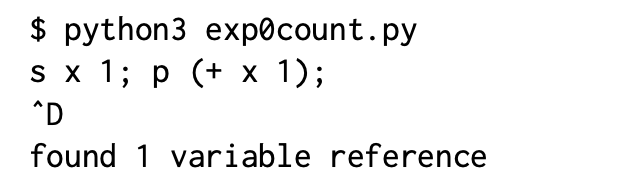 $ python3 exp0count.py
s x 1; p (+ x 1);
^D
found 1 variable reference